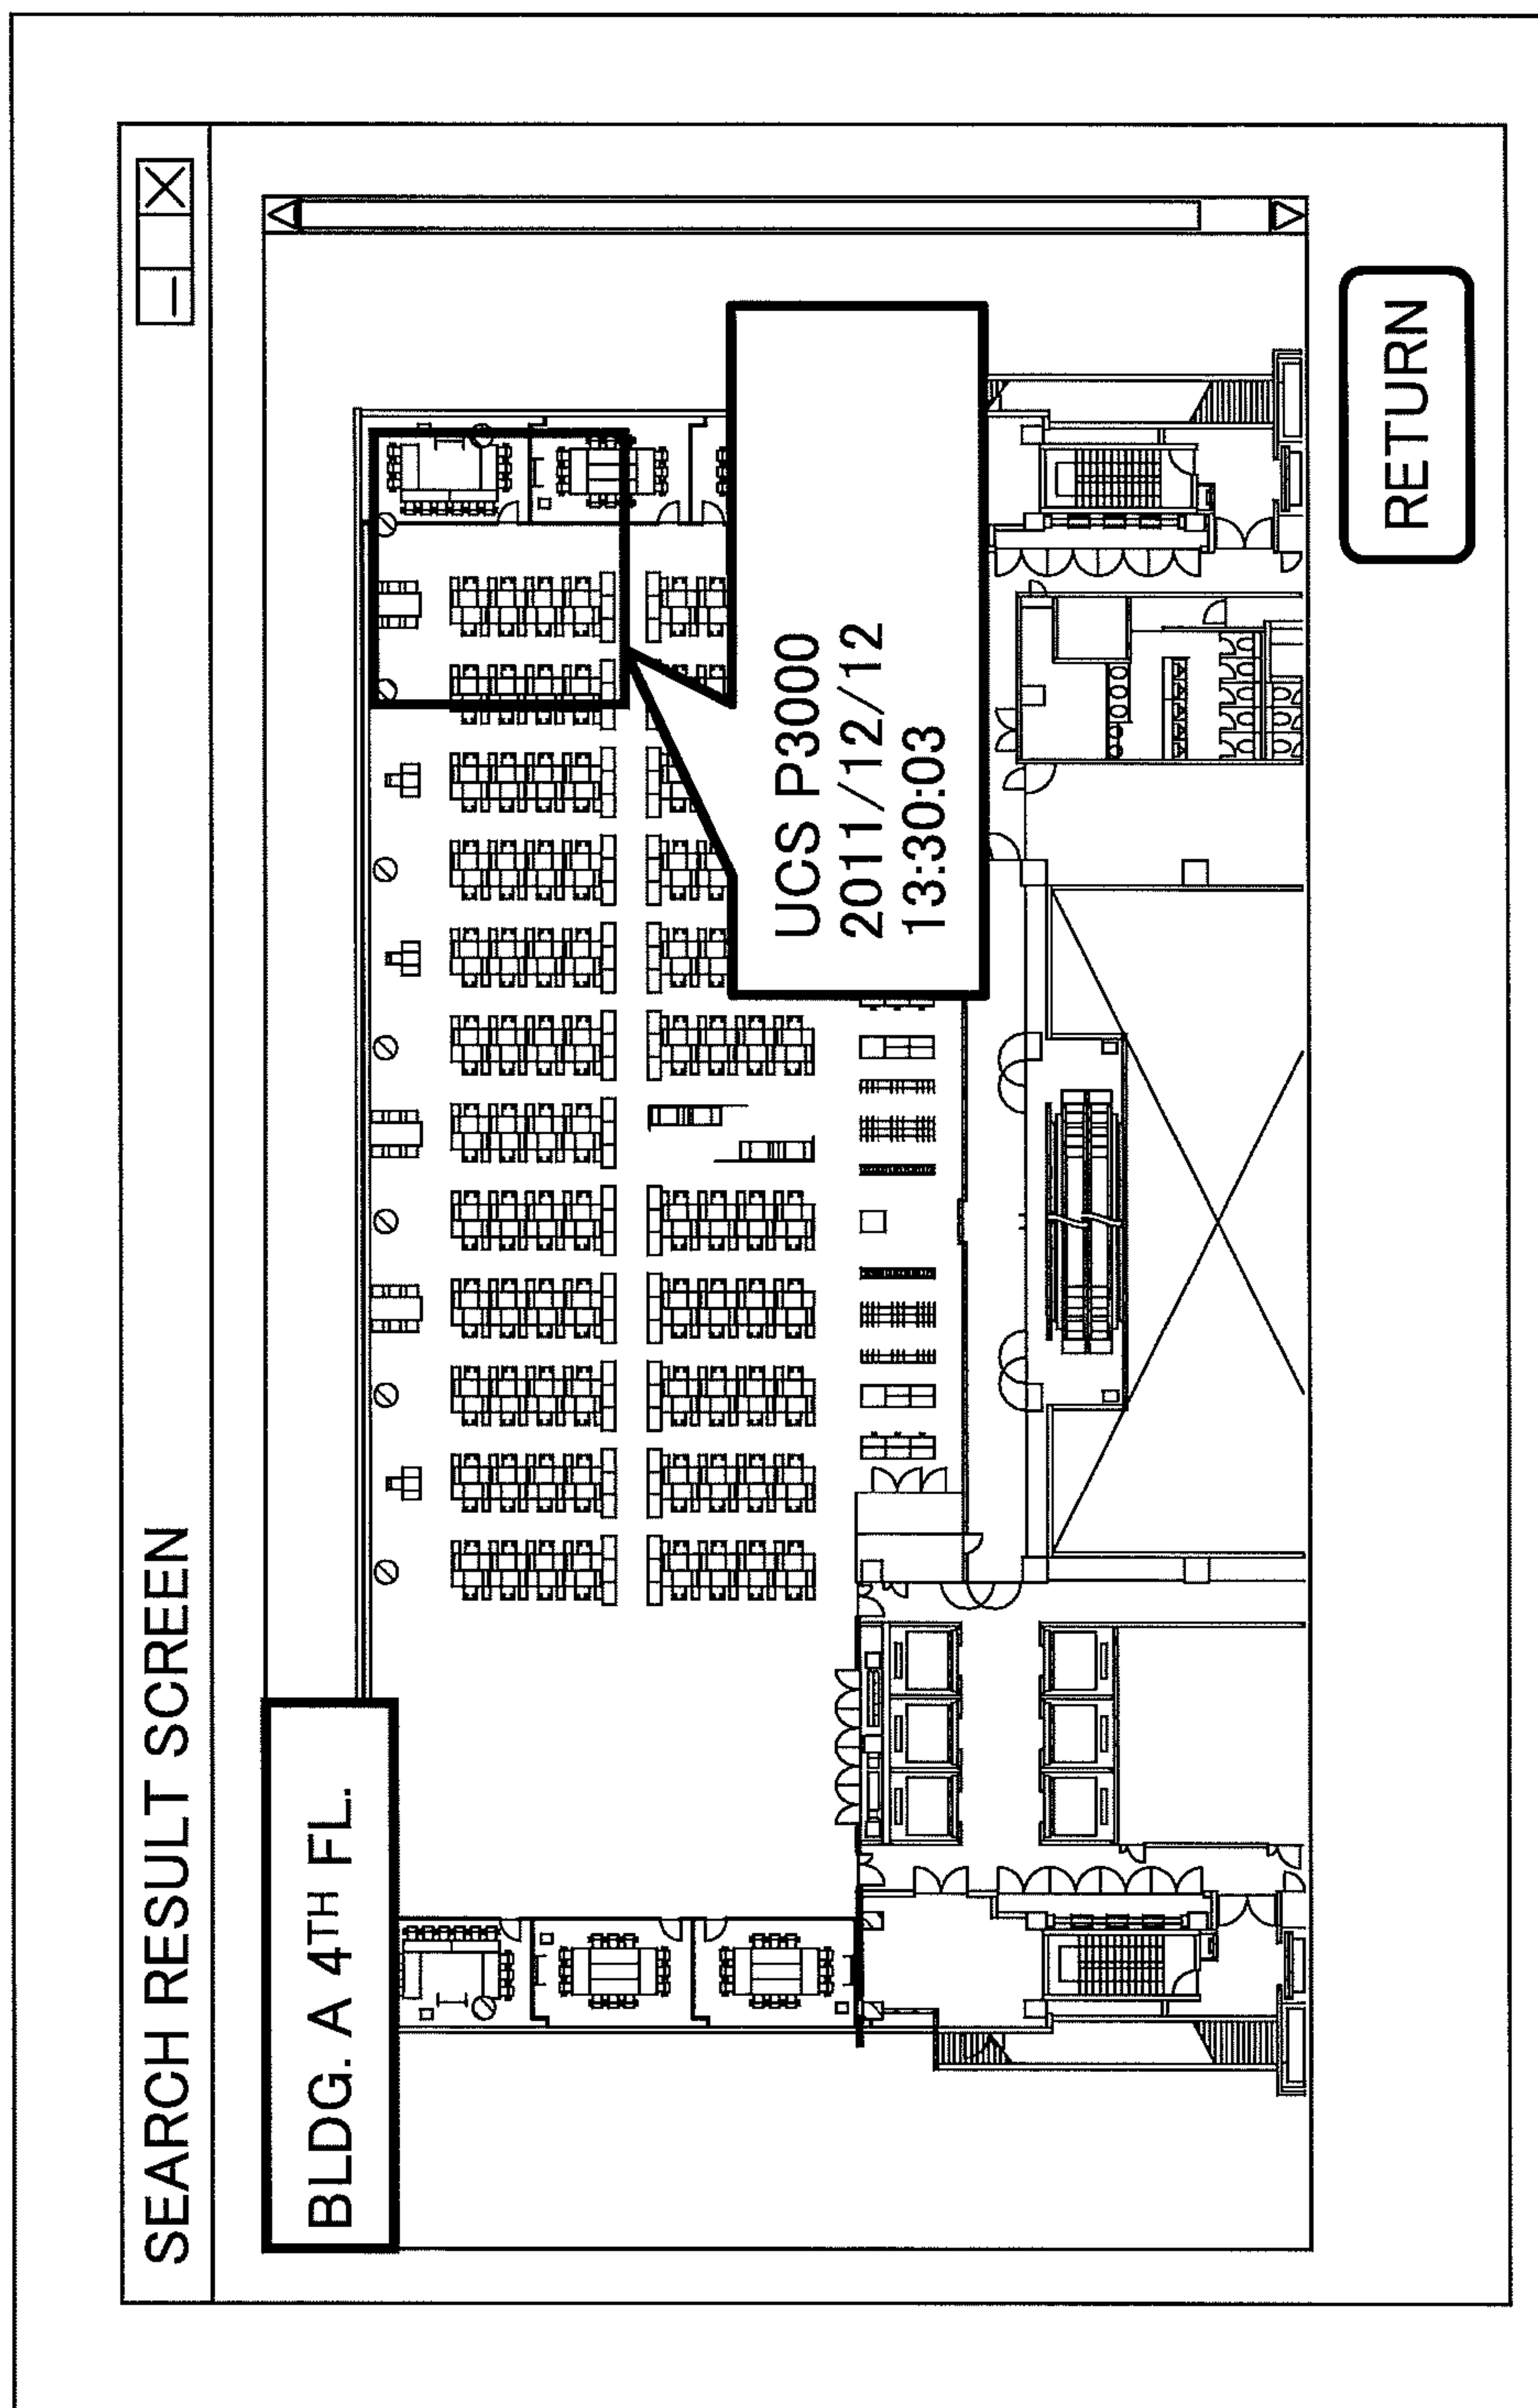 SEARCH RESULT SCREEN
BLDG. A 4TH FL.
UCS P3000
2011/12/12
13:30:03
RETURN